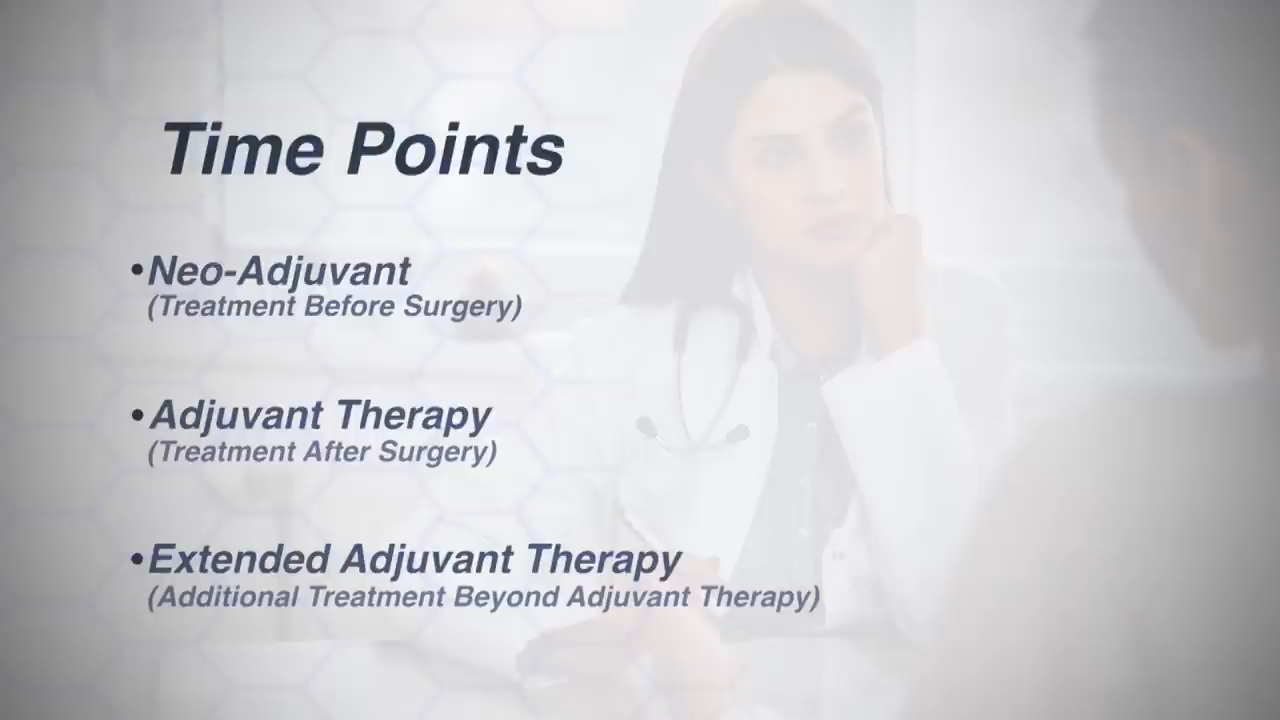 Time Points
•Neo-Adjuvant
(Treatment Before Surgery)
•Adjuvant Therapy
(Treatment After Surgery)
•Extended Adjuvant Therapy
(Additional Treatment Beyond Adjuvant Therapy)